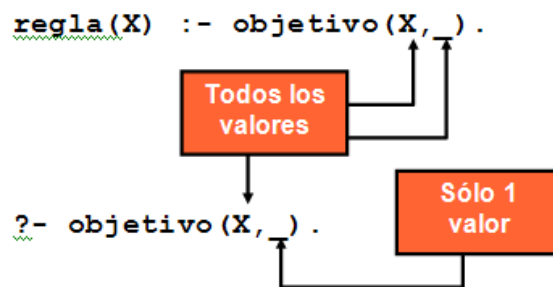 regla(X) :- objetivo(X,_).
Todos los
valores
Sólo 1
valor
?- objetivo(X,_).